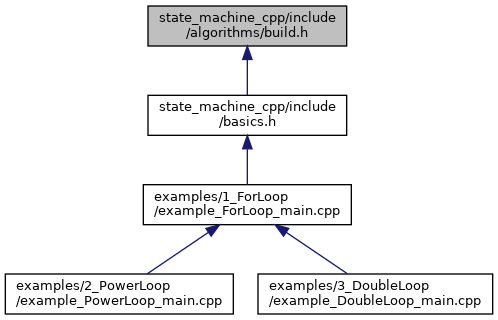 state_machine_cpp/include
/algorithms/build.h
state_machine_cpp/include
/basics.h
examples/1_ForLoop
/example_ForLoop_main.cpp
examples/2_PowerLoop
/example_PowerLoop_main.cpp
examples/3_DoubleLoop
/example_DoubleLoop_main.cpp